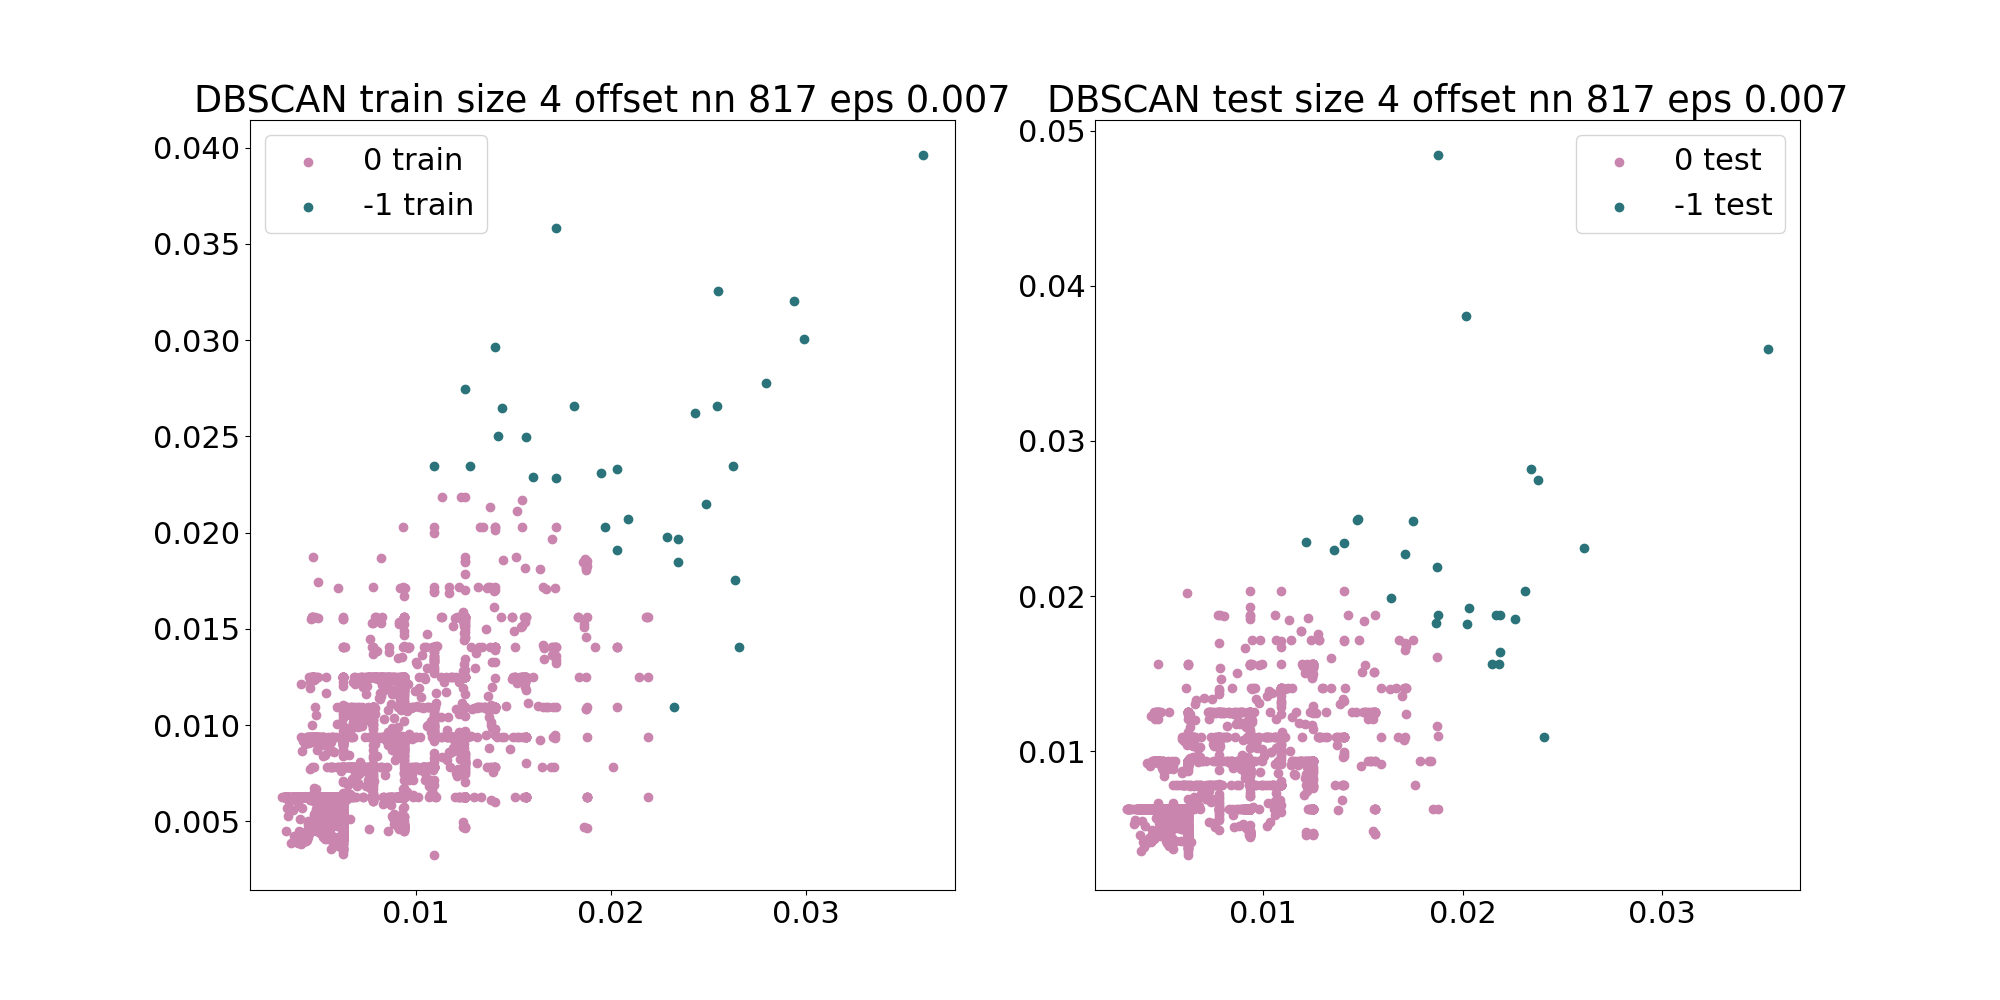 DBSCAN train size 4 offset nn 817 eps 0.007
0 train
-1 train
0.040
0.035
0.030
0.025
0.020
0.015
0.010
0.005
0.01 0.02 0.03
DBSCAN test size 4 offset nn 817 eps 0.007
0 test
-1 test
0.05
0.04
0.03
0.02
0.01
0.01 0.02 0.03